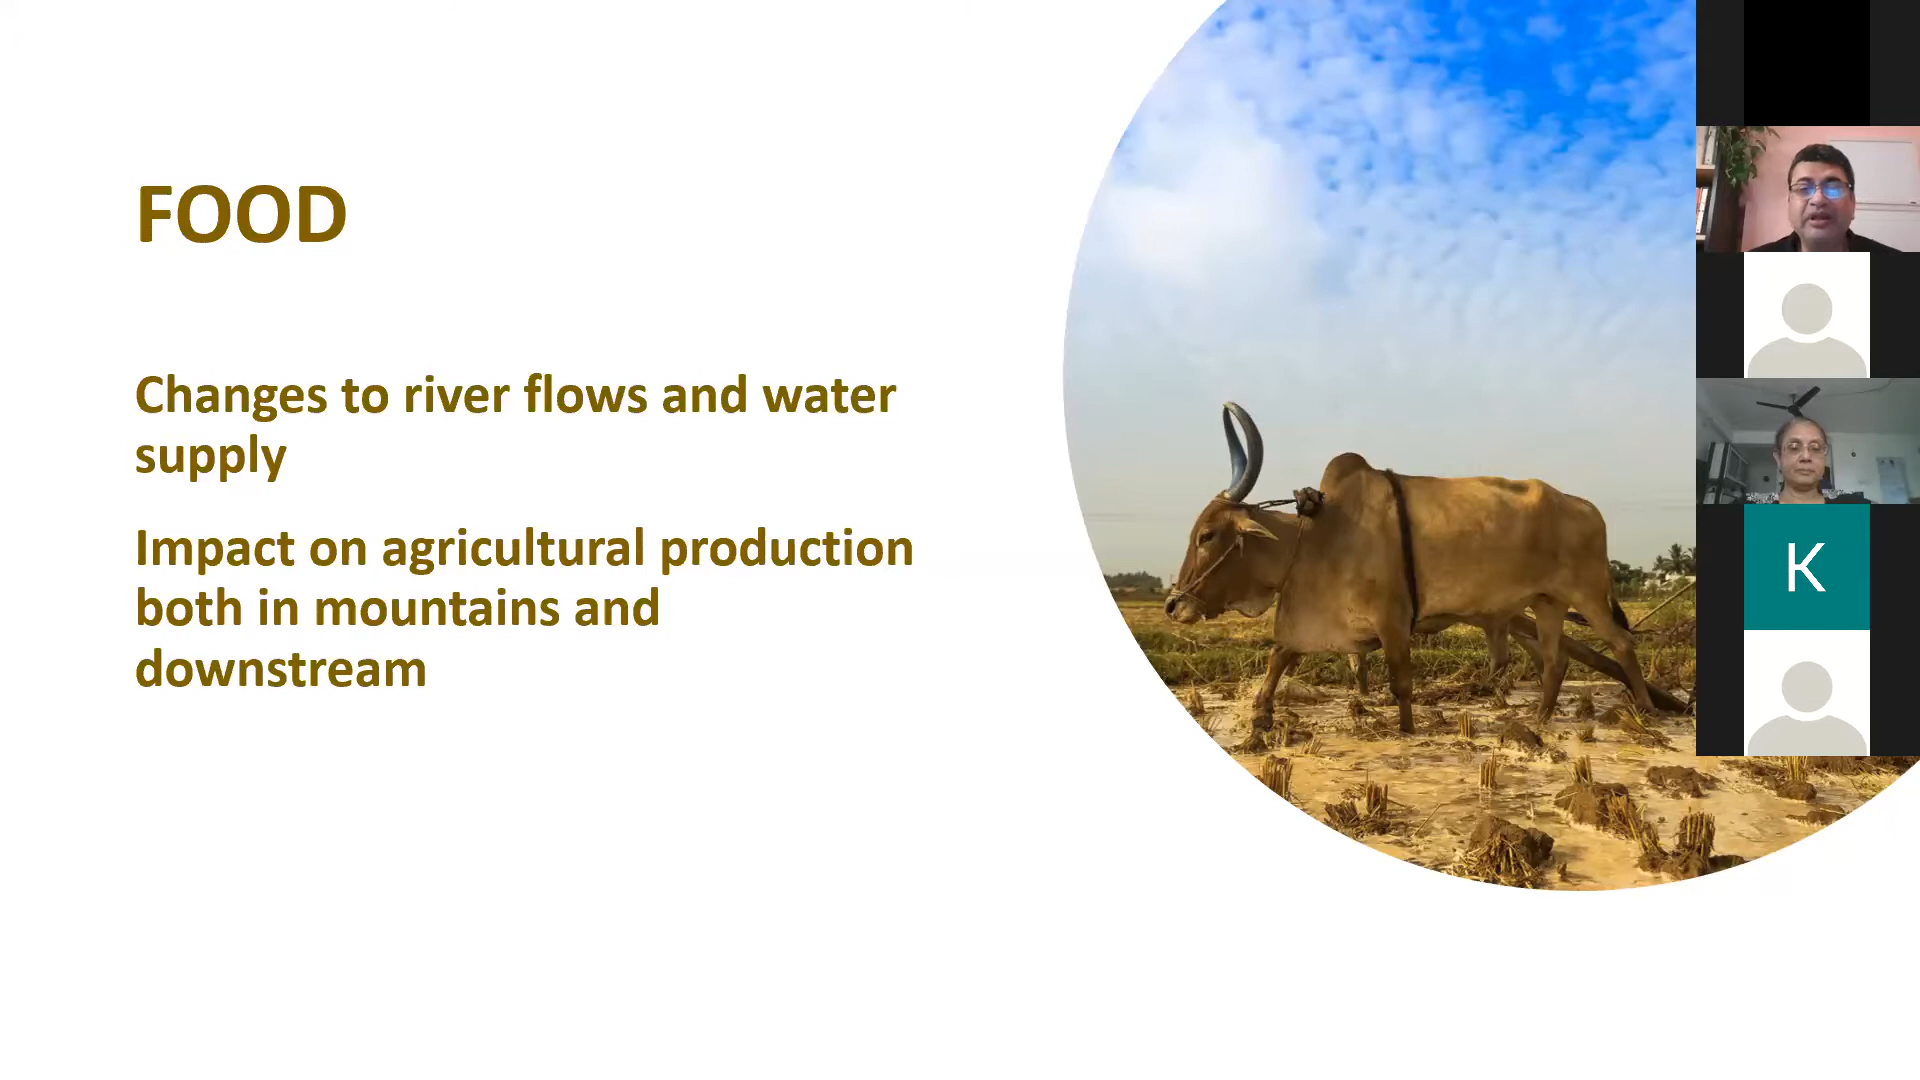 FOOD
Changes to river flows and water
supply
Impact on agricultural production
both in mountains and
downstream
K